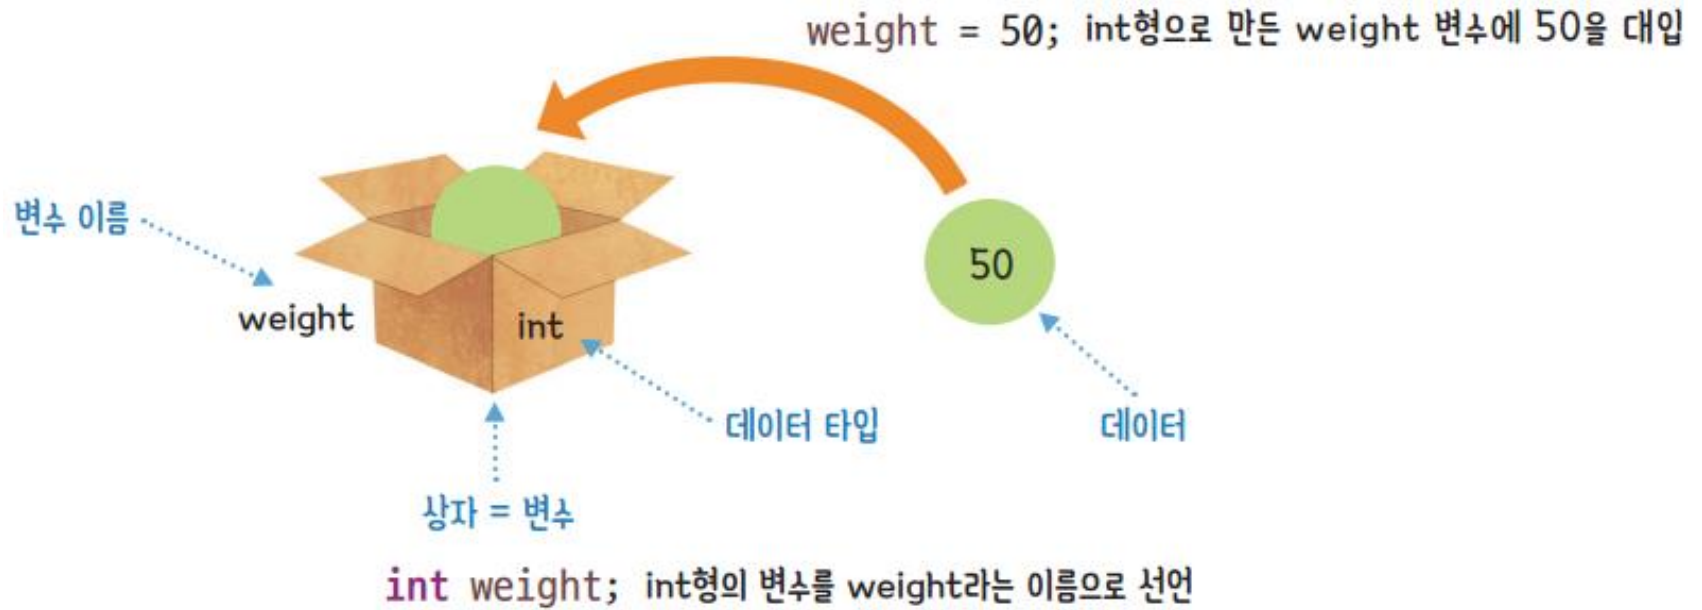 weight = 50; int형으로 만든 weight 변수에 50을 대입
변수 이름
50
weight
int
데이터 타입
데이터
상자 = 변수
int weight; int형의 변수를 weight라는 이름으로 선언